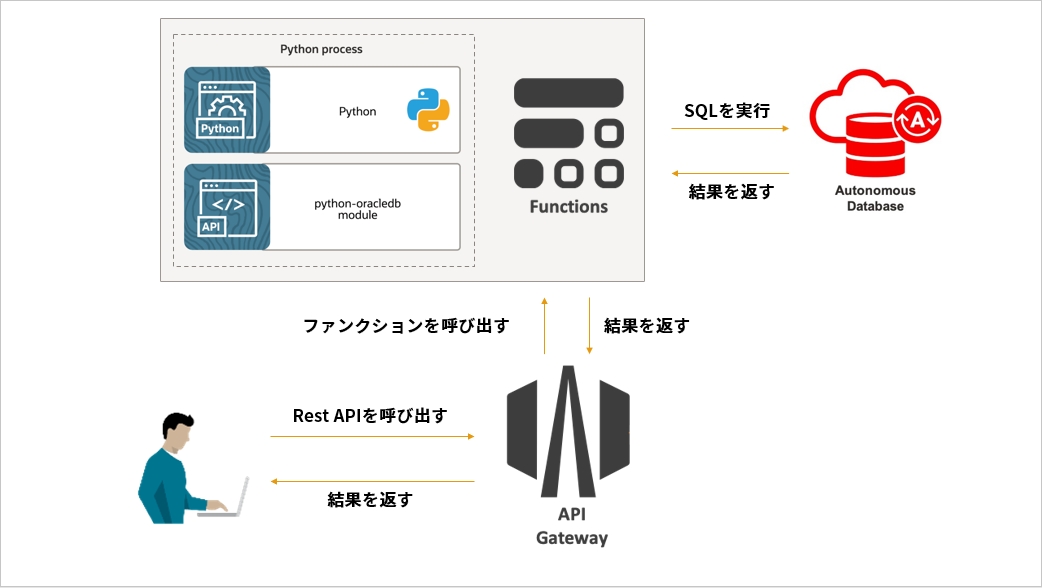 Python process
Python
Python
python-oracledb
module
API
Functions
SQLを実行
結果を返す
A
Autonomous
Database
ファンクションを呼び出す
結果を返す
Rest APIを呼び出す
結果を返す
API
Gateway